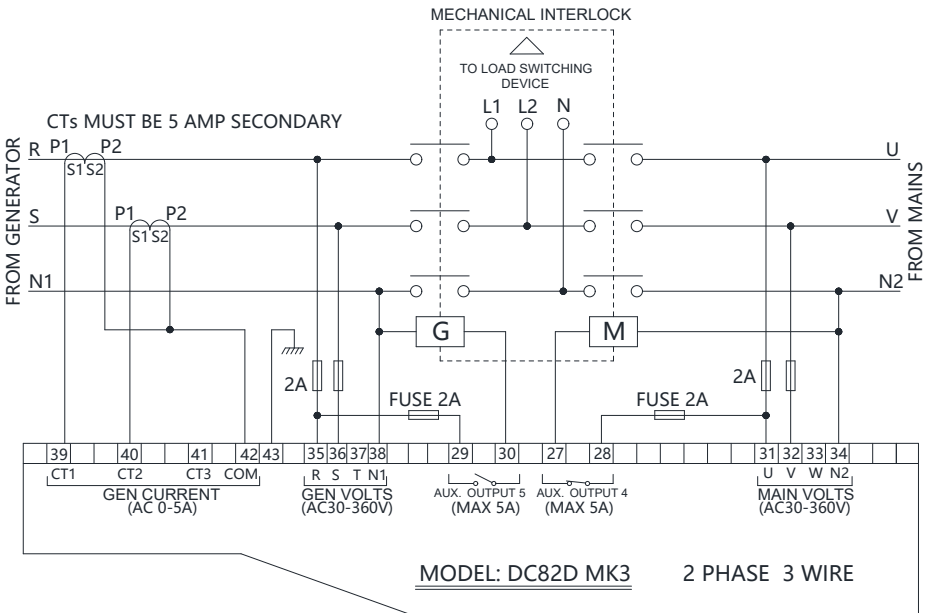 MECHANICAL INTERLOCK
TO LOAD SWITCHING
DEVICE
L1 L2 N
CTs MUST BE 5 AMP SECONDARY
FROM GENERATOR
R P1 P2
S1 S2
U
S P1 P2
S1 S2
V
FROM MAINS
N1
N2
G
M
2A
FUSE 2A
FUSE 2A
2A
39 40 41 42 43 35 36 37 38 29 30 27 28 31 32 33 34
CT1 CT2 CT3 COM R S T N1 U V W N2
GEN CURRENT
(AC 0-5A)
GEN VOLTS
(AC30-360V)
AUX. OUTPUT 5
(MAX 5A)
AUX. OUTPUT 4
(MAX 5A)
MAIN VOLTS
(AC30-360V)
MODEL: DC82D MK3 2 PHASE 3 WIRE